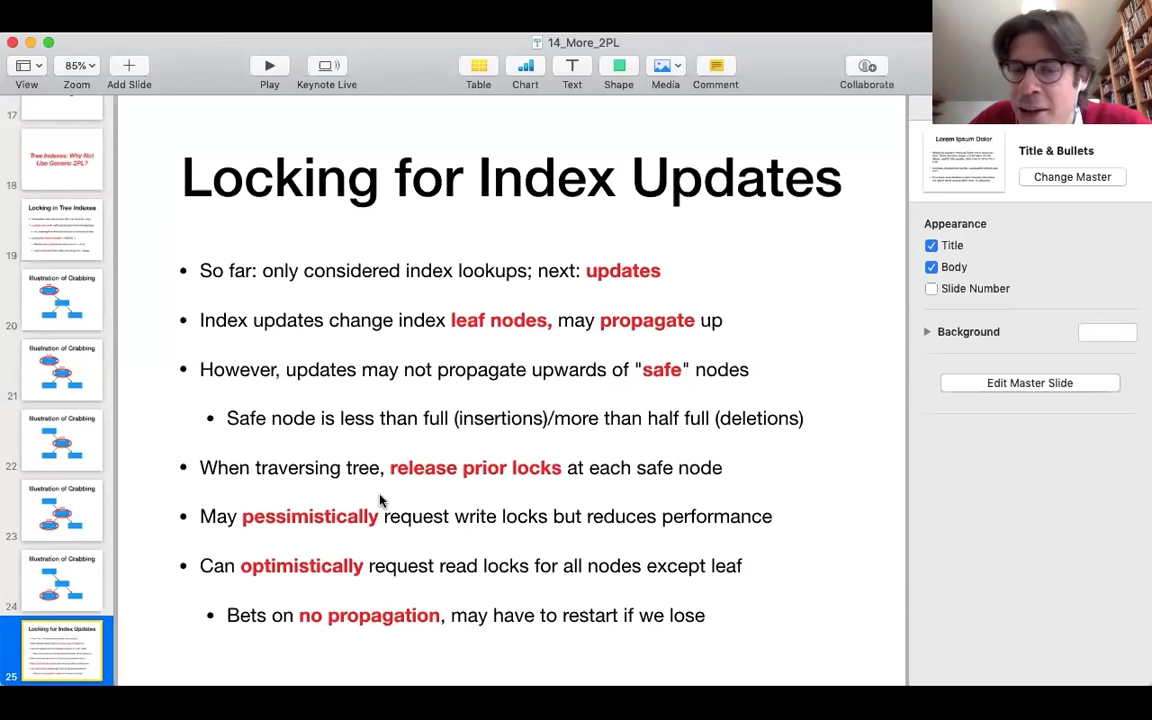 14_More_2PL
85%
View
Zoom
Add Slide
Play
Keynote Live
Table
Chart
Text
Shape
Media
Comment
Collaborate
17
Tree Indexes: Why Not
Use Generic 2PL?
18
Locking in Tree Indexes
19
Illustration of Crabbing
20
Illustration of Crabbing
21
Illustration of Crabbing
22
Illustration of Crabbing
23
Illustration of Crabbing
24
Locking for Index Updates
25
Locking for Index Updates
• So far: only considered index lookups; next: updates
• Index updates change index leaf nodes, may propagate up
• However, updates may not propagate upwards of "safe" nodes
• Safe node is less than full (insertions)/more than half full (deletions)
• When traversing tree, release prior locks at each safe node
• May pessimistically request write locks but reduces performance
• Can optimistically request read locks for all nodes except leaf
• Bets on no propagation, may have to restart if we lose
Lorem Ipsum Dolor
Title & Bullets
Change Master
Appearance
Title
Body
Slide Number
Background
Edit Master Slide